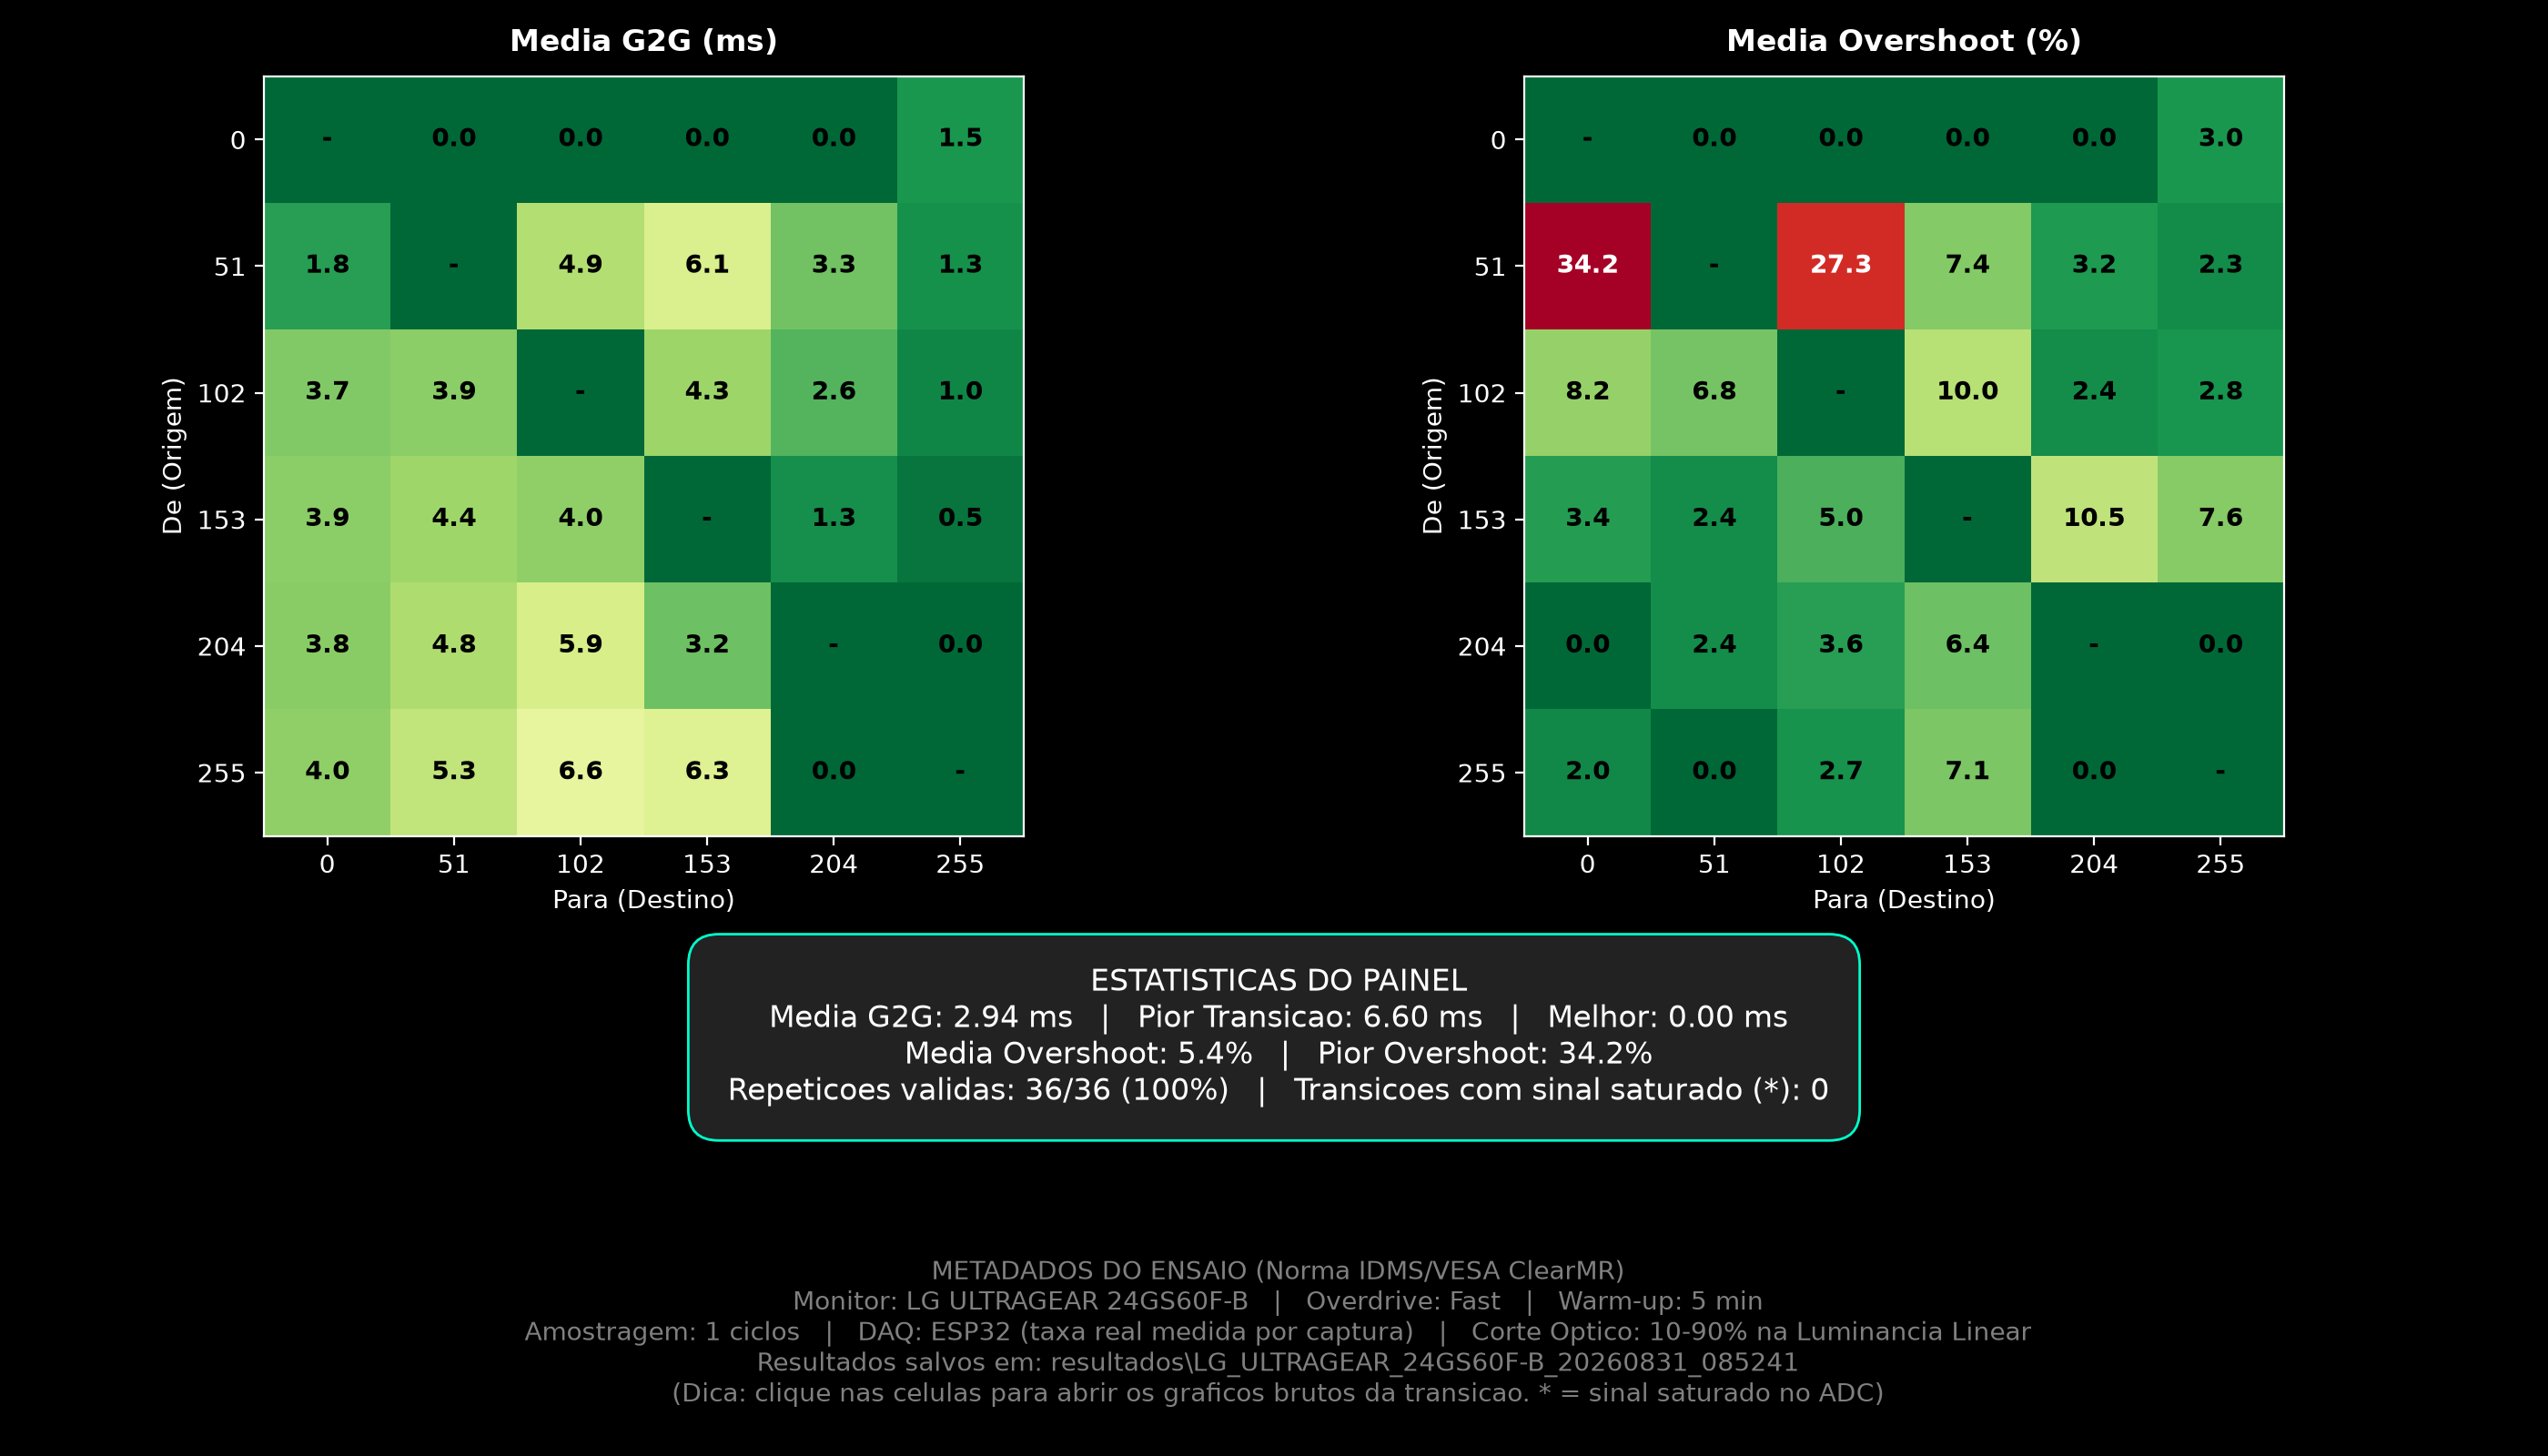 Media G2G (ms)
0 - 0.0 0.0 0.0 0.0 1.5
51 1.8 - 4.9 6.1 3.3 1.3
102 3.7 3.9 - 4.3 2.6 1.0
153 3.9 4.4 4.0 - 1.3 0.5
204 3.8 4.8 5.9 3.2 - 0.0
255 4.0 5.3 6.6 6.3 0.0 -
0 51 102 153 204 255
De (Origem)
Para (Destino)
Media Overshoot (%)
0 - 0.0 0.0 0.0 0.0 3.0
51 34.2 - 27.3 7.4 3.2 2.3
102 8.2 6.8 - 10.0 2.4 2.8
153 3.4 2.4 5.0 - 10.5 7.6
204 0.0 2.4 3.6 6.4 - 0.0
255 2.0 0.0 2.7 7.1 0.0 -
0 51 102 153 204 255
De (Origem)
Para (Destino)
ESTATISTICAS DO PAINEL
Media G2G: 2.94 ms | Pior Transicao: 6.60 ms | Melhor: 0.00 ms
Media Overshoot: 5.4% | Pior Overshoot: 34.2%
Repeticoes validas: 36/36 (100%) | Transicoes com sinal saturado (*): 0
METADADOS DO ENSAIO (Norma IDMS/VESA ClearMR)
Monitor: LG ULTRAGEAR 24GS60F-B | Overdrive: Fast | Warm-up: 5 min
Amostragem: 1 ciclos | DAQ: ESP32 (taxa real medida por captura) | Corte Optico: 10-90% na Luminancia Linear
Resultados salvos em: resultados\LG_ULTRAGEAR_24GS60F-B_20260831_085241
(Dica: clique nas celulas para abrir os graficos brutos da transicao. * = sinal saturado no ADC)